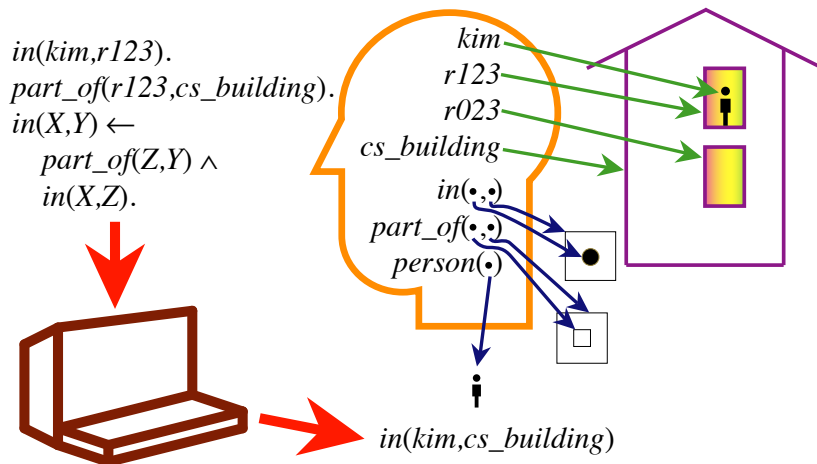 in(kim,r123).
part_of(r123,cs_building).
in(X,Y) ←
part_of(Z,Y) ∧
in(X,Z).
kim
r123
r023
cs_building
in(•,•)
part_of(•,•)
person(•)
in(kim,cs_building)